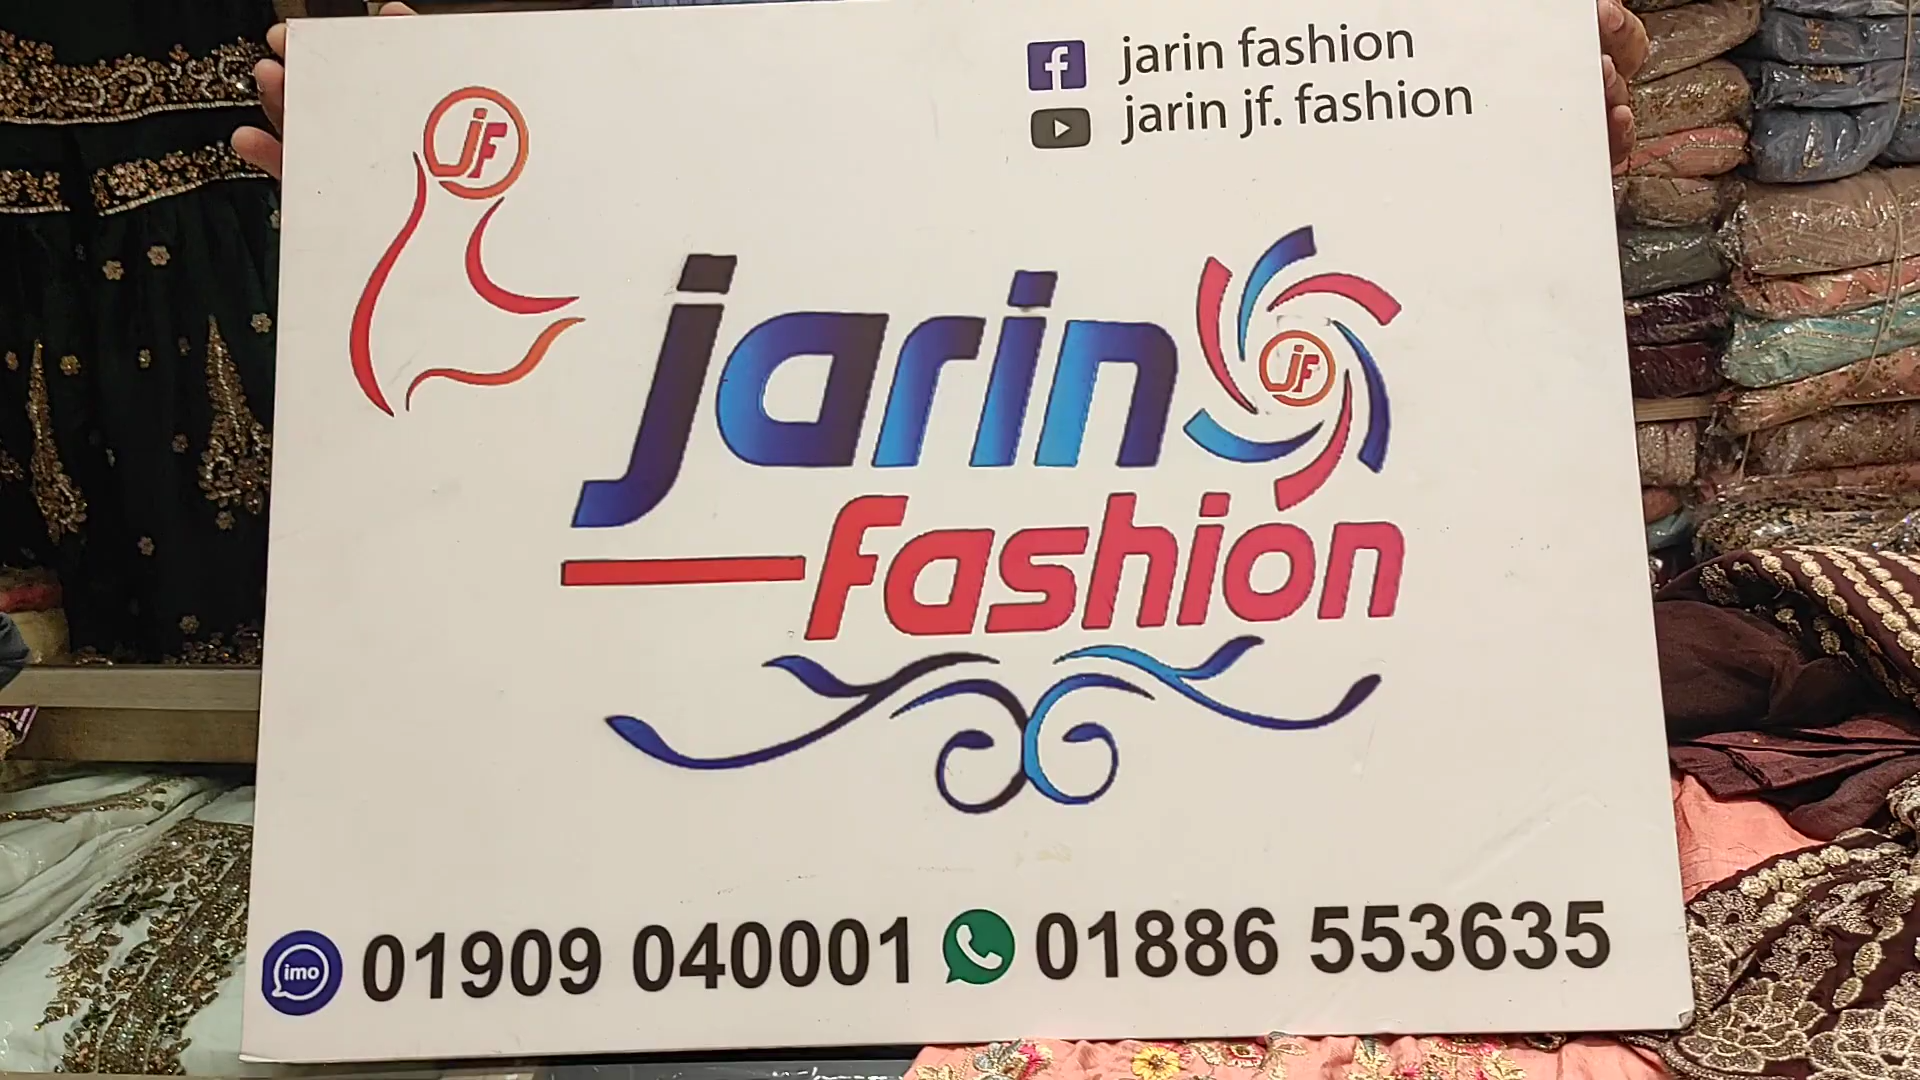 jarin fashion
jarin jf. fashion
jf
jarin
jf
fashion
imo 01909 040001 01886 553635